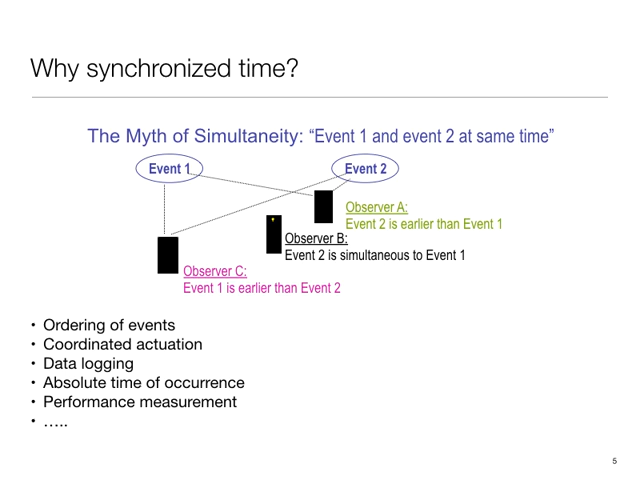 Why synchronized time?
The Myth of Simultaneity: “Event 1 and event 2 at same time”
Event 1
Event 2
Observer A:
Event 2 is earlier than Event 1
Observer B:
Event 2 is simultaneous to Event 1
Observer C:
Event 1 is earlier than Event 2
• Ordering of events
• Coordinated actuation
• Data logging
• Absolute time of occurrence
• Performance measurement
• …..
5